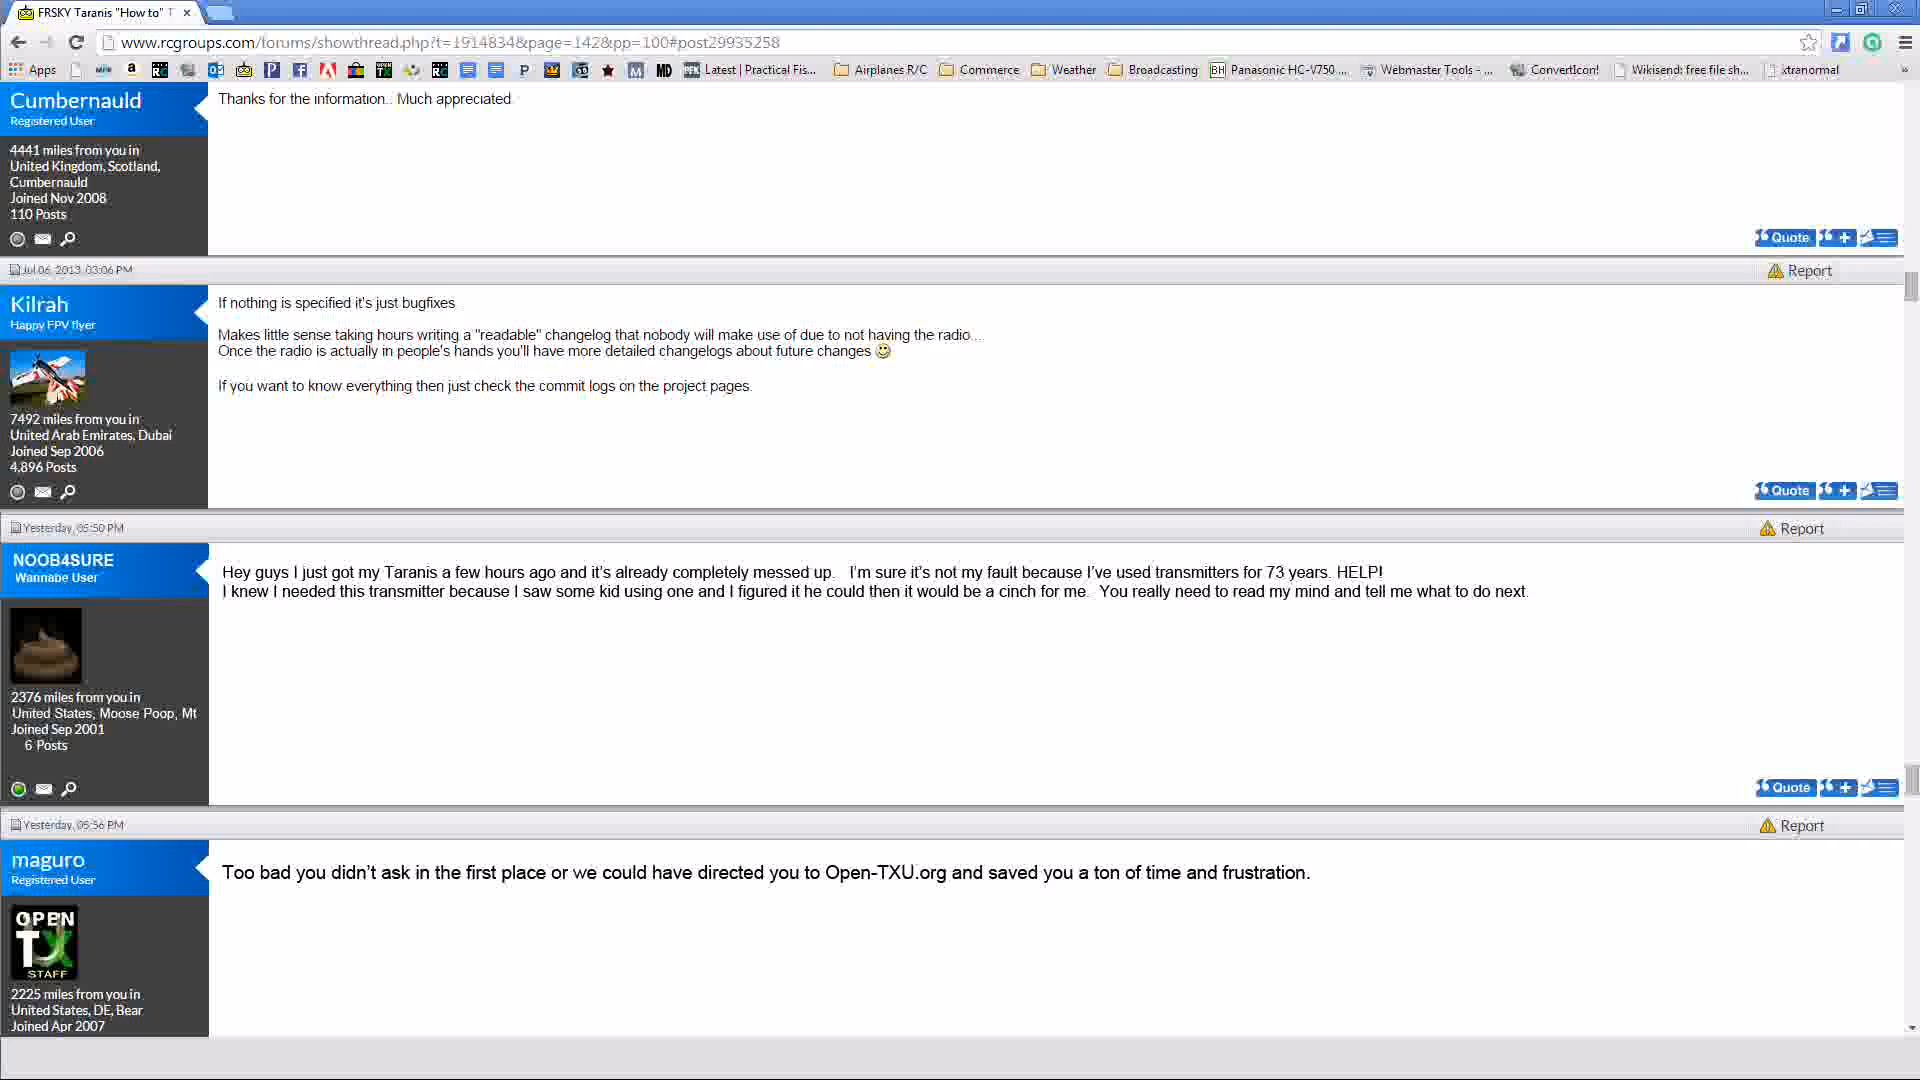 FRSKY Taranis "How to" T
www.rcgroups.com/forums/showthread.php?t=1914834&page=142&pp=100#post29935258
Apps
Latest | Practical Fis...
Airplanes R/C
Commerce
Weather
Broadcasting
BH
Panasonic HC-V750 ...
Webmaster Tools - ...
ConvertIcon!
Wikisend: free file sh...
xtranormal
»
Cumbernauld
Registered User
Thanks for the information.. Much appreciated.
4441 miles from you in
United Kingdom, Scotland,
Cumbernauld
Joined Nov 2008
110 Posts
Quote
Jul 06, 2013, 03:06 PM
Report
Kilrah
Happy FPV flyer
If nothing is specified it's just bugfixes
Makes little sense taking hours writing a "readable" changelog that nobody will make use of due to not having the radio...
Once the radio is actually in people's hands you'll have more detailed changelogs about future changes
If you want to know everything then just check the commit logs on the project pages.
7492 miles from you in
United Arab Emirates, Dubai
Joined Sep 2006
4,896 Posts
Quote
Yesterday, 05:50 PM
Report
NOOB4SURE
Wannabe User
Hey guys I just got my Taranis a few hours ago and it's already completely messed up. I'm sure it's not my fault because I've used transmitters for 73 years. HELP!
I knew I needed this transmitter because I saw some kid using one and I figured it he could then it would be a cinch for me. You really need to read my mind and tell me what to do next.
2376 miles from you in
United States, Moose Poop, Mt
Joined Sep 2001
6 Posts
Quote
Yesterday, 05:56 PM
Report
maguro
Registered User
Too bad you didn't ask in the first place or we could have directed you to Open-TXU.org and saved you a ton of time and frustration.
OPEN
TX
STAFF
2225 miles from you in
United States, DE, Bear
Joined Apr 2007